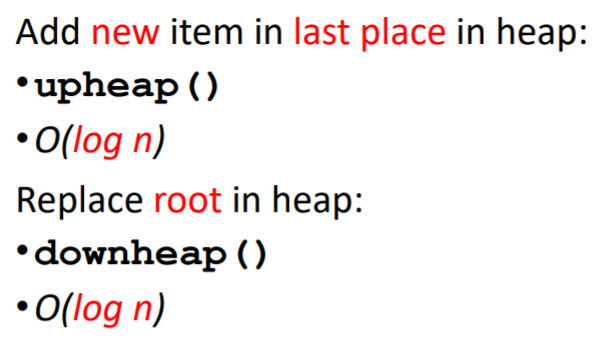 Add new item in last place in heap:
•upheap()
•O(log n)
Replace root in heap:
•downheap()
•O(log n)